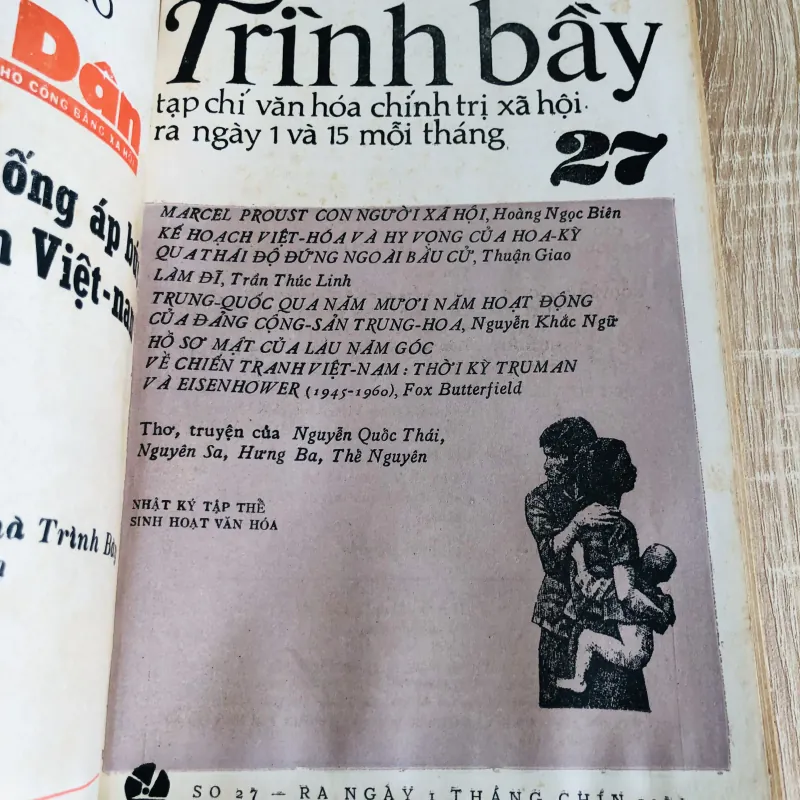 Dân
HO CÔNG BẰNG XÃ HỘ
ống áp bứ
n Việt-nam
à Trình Bầy
Trình bầy
tạp chí văn hóa chính trị xã hội
ra ngày 1 và 15 mỗi tháng
27
MARCEL PROUST CON NGƯỜI XÃ HỘI, Hoàng Ngọc Biên
KẾ HOẠCH VIỆT-HÓA VÀ HY VỌNG CỦA HOA-KỲ
QUA THÁI ĐỘ ĐỨNG NGOÀI BẦU CỬ, Thuận Giao
LÀM ĐĨ, Trần Thúc Linh
TRUNG-QUỐC QUA NĂM MƯƠI NĂM HOẠT ĐỘNG
CỦA ĐẢNG CỘNG-SẢN TRUNG-HOA, Nguyễn Khắc Ngữ
HỒ SƠ MẬT CỦA LẦU NĂM GÓC
VỀ CHIẾN TRANH VIỆT-NAM : THỜI KỲ TRUMAN
VÀ EISENHOWER (1945-1960), Fox Butterfield
Thơ, truyện của Nguyễn Quốc Thái,
Nguyên Sa, Hưng Ba, Thế Nguyên
NHẬT KÝ TẬP THỂ
SINH HOẠT VĂN HÓA
SO 27 — RA NGÀY 1 THÁNG CHÍN